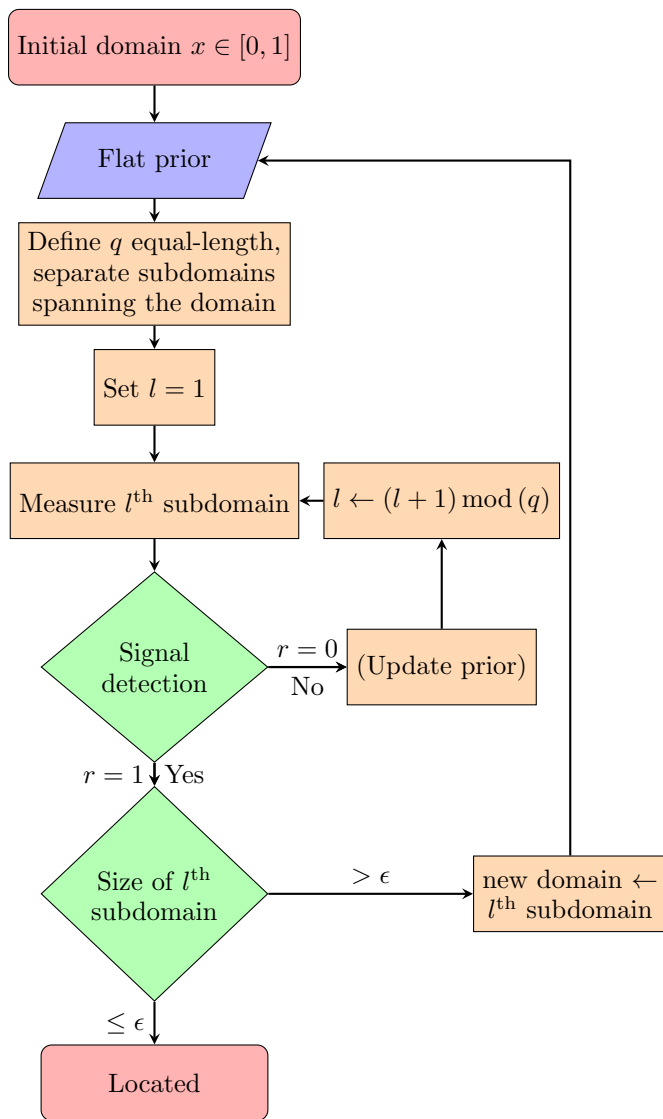 Initial domain x ∈ [0, 1]
Flat prior
Define q equal-length,
separate subdomains
spanning the domain
Set l = 1
Measure lᵗʰ subdomain
l ← (l + 1) mod (q)
Signal
detection
r = 0
No
(Update prior)
r = 1
Yes
Size of lᵗʰ
subdomain
> ϵ
new domain ←
lᵗʰ subdomain
≤ ϵ
Located